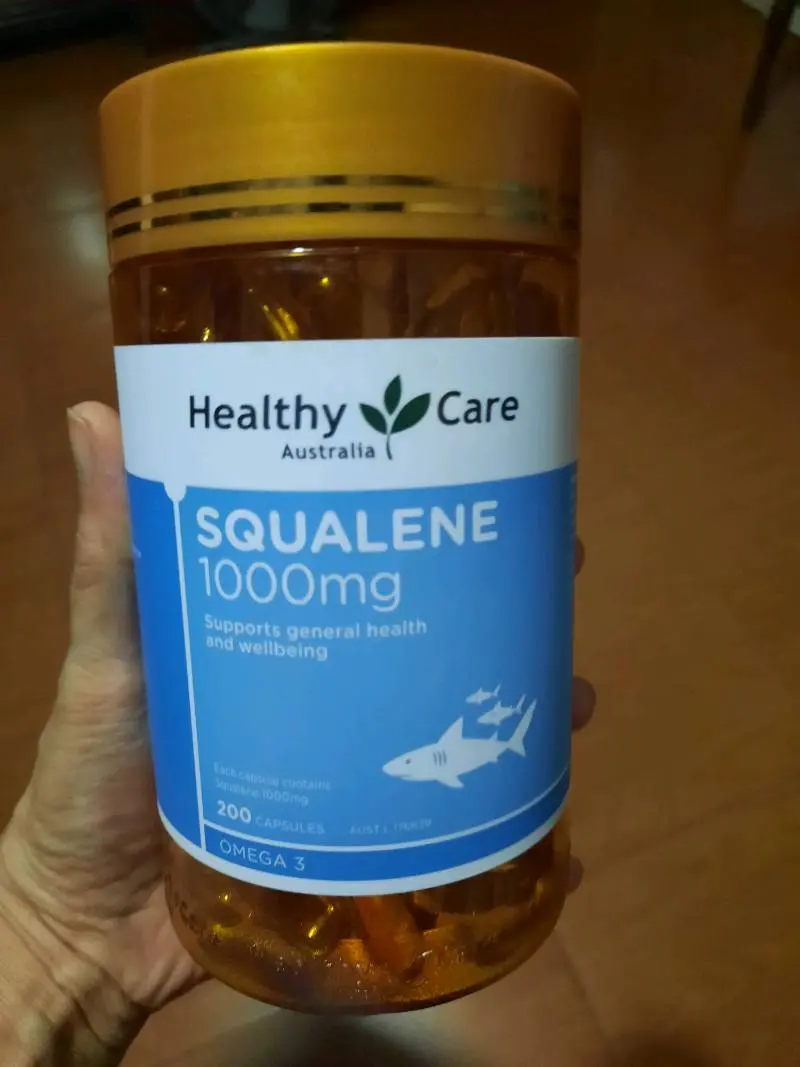 Healthy Care
Australia
SQUALENE
1000mg
Supports general health
and wellbeing
Each capsule contains
Squalene 1000mg
200 CAPSULES AUST L
OMEGA 3